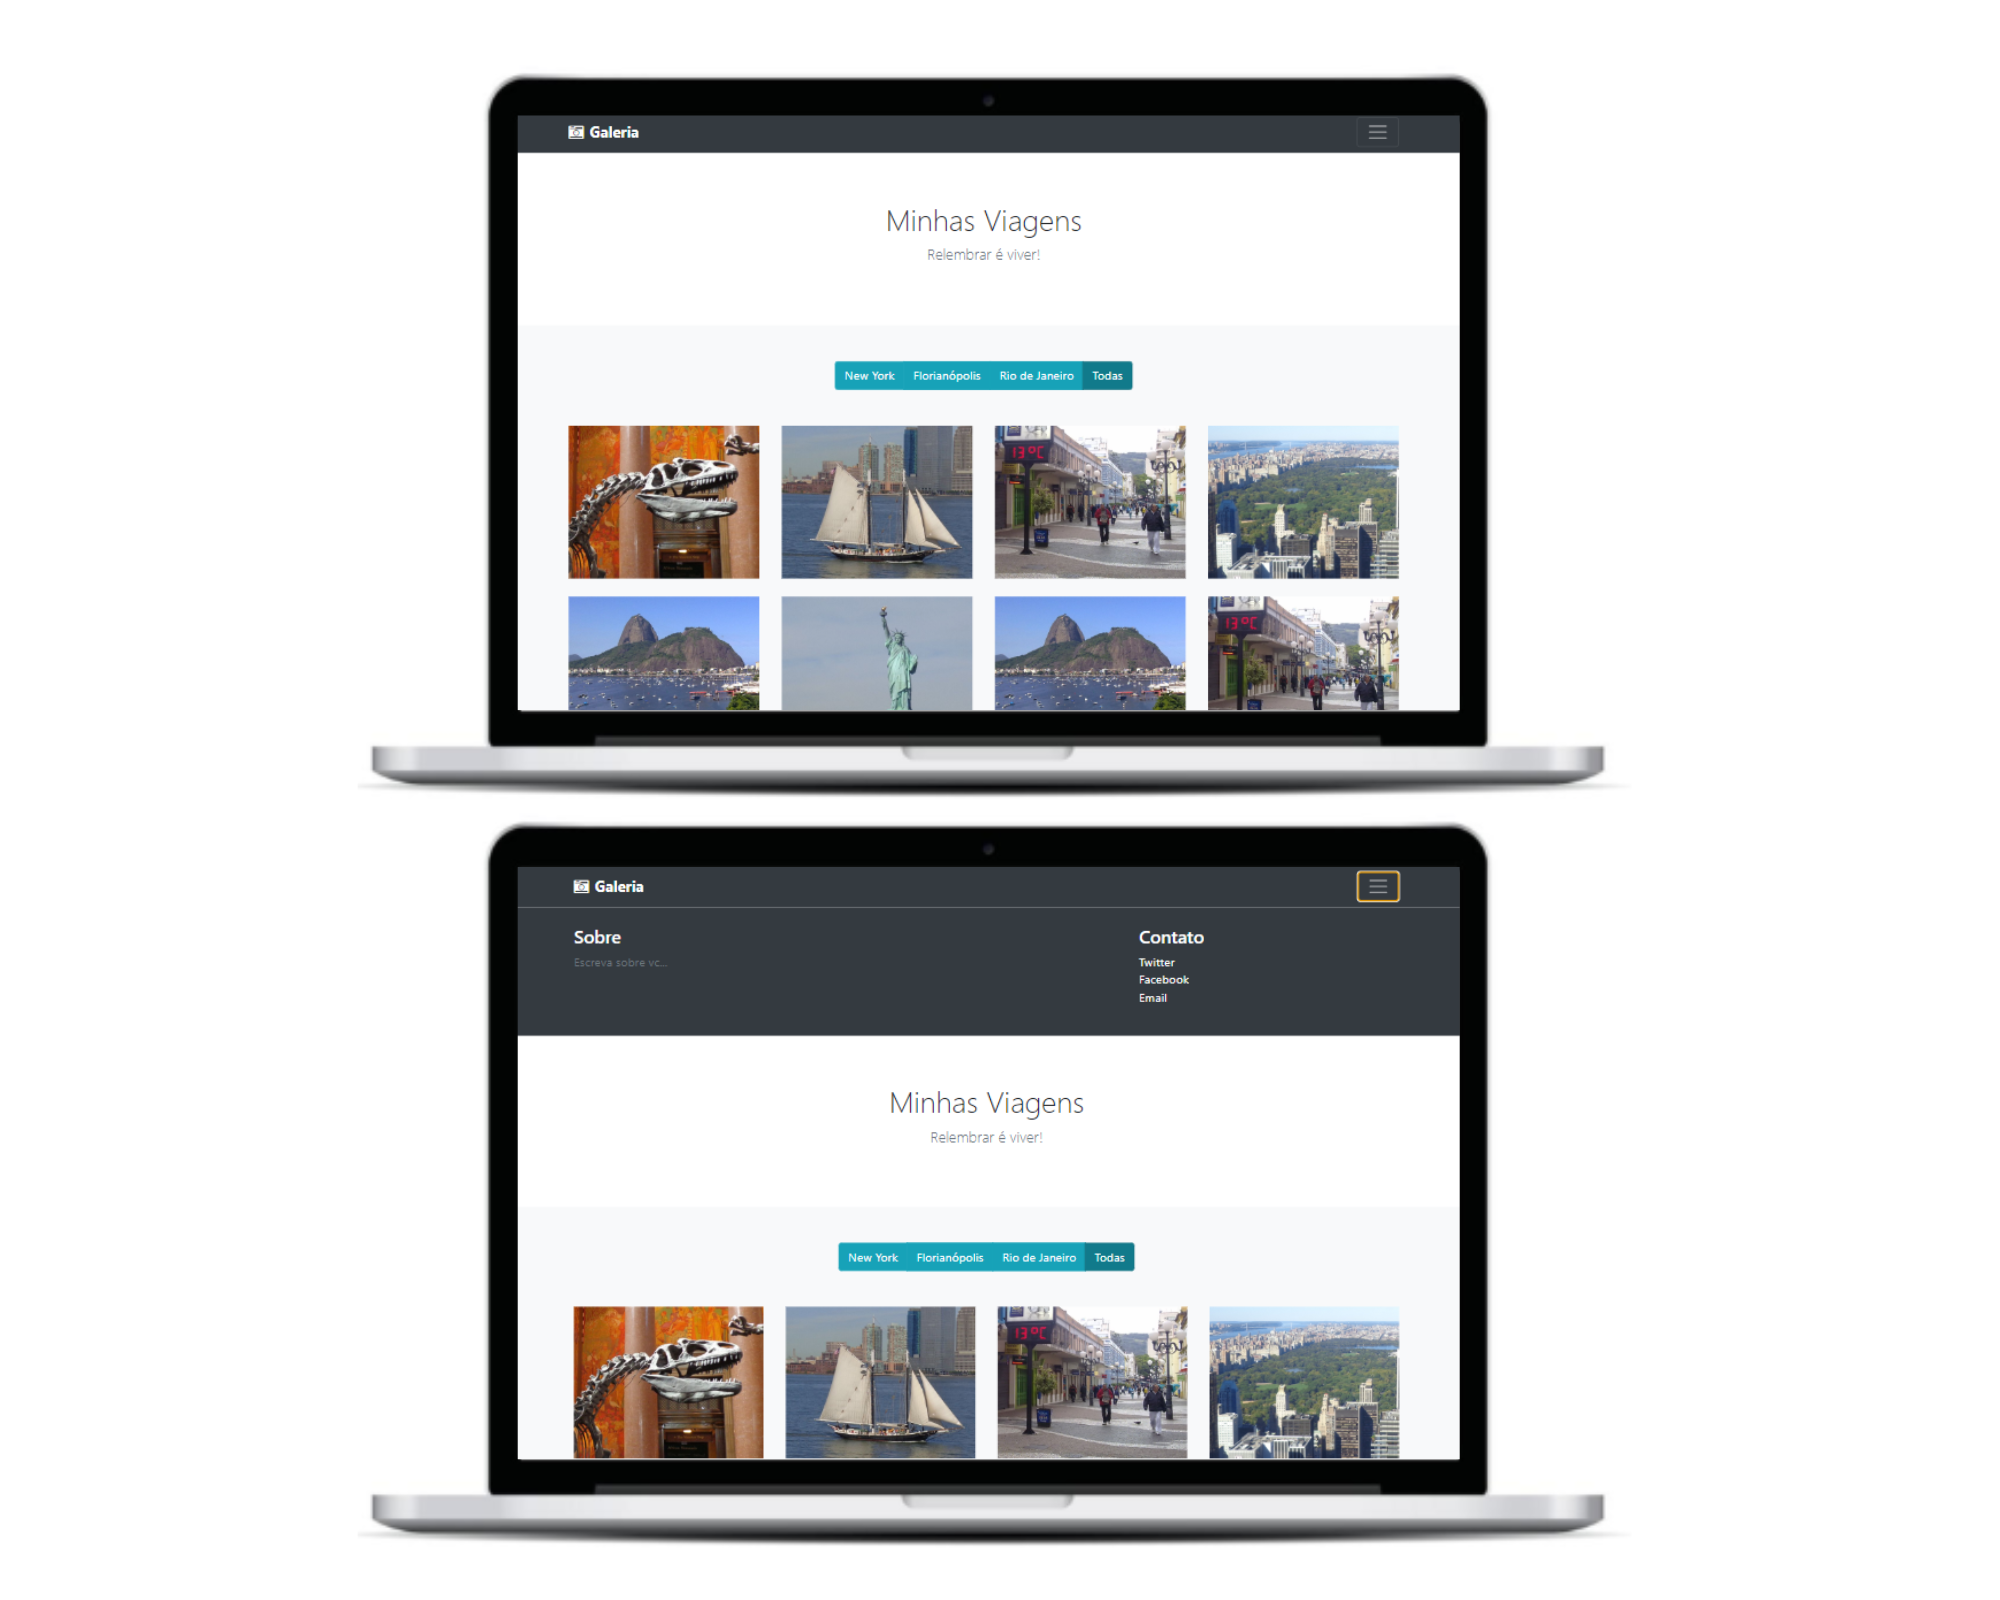 Galeria
Minhas Viagens
Relembrar é viver!
New York Florianópolis Rio de Janeiro Todas
13°C
13°C
Galeria
Sobre
Escreva sobre vc...
Contato
Twitter
Facebook
Email
Minhas Viagens
Relembrar é viver!
New York Florianópolis Rio de Janeiro Todas
13°C